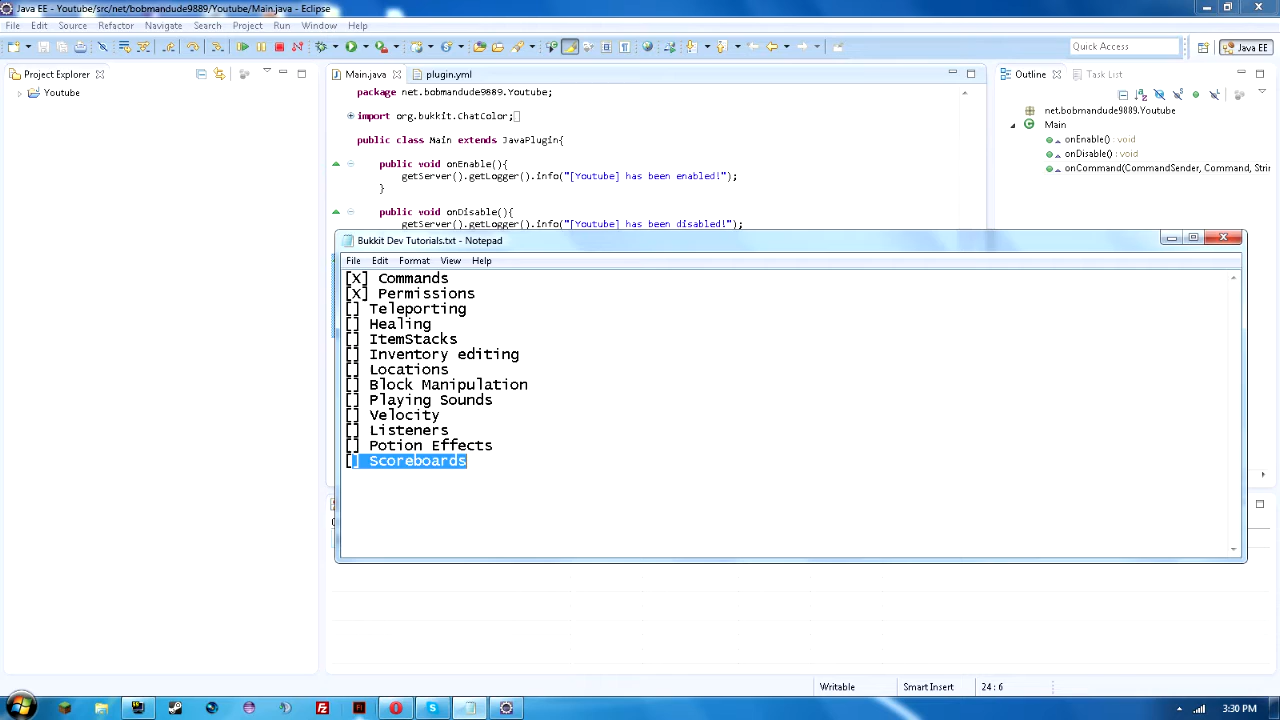 Java EE - Youtube/src/net/bobmandude9889/Youtube/Main.java - Eclipse
File Edit Source Refactor Navigate Search Project Run Window Help
Quick Access
Java EE
Project Explorer
Main.java
plugin.yml
Outline
Task List
Youtube
package net.bobmandude9889.Youtube;
import org.bukkit.ChatColor;
public class Main extends JavaPlugin{
public void onEnable(){
getServer().getLogger().info("[Youtube] has been enabled!");
}
public void onDisable(){
getServer().getLogger().info("[Youtube] has been disabled!");
net.bobmandude9889.Youtube
Main
onEnable() : void
onDisable() : void
onCommand(CommandSender, Command, Strin
Bukkit Dev Tutorials.txt - Notepad
File Edit Format View Help
[X] Commands
[X] Permissions
[] Teleporting
[] Healing
[] ItemStacks
[] Inventory editing
[] Locations
[] Block Manipulation
[] Playing Sounds
[] Velocity
[] Listeners
[] Potion Effects
[] Scoreboards
Writable
Smart Insert
24 : 6
3:30 PM